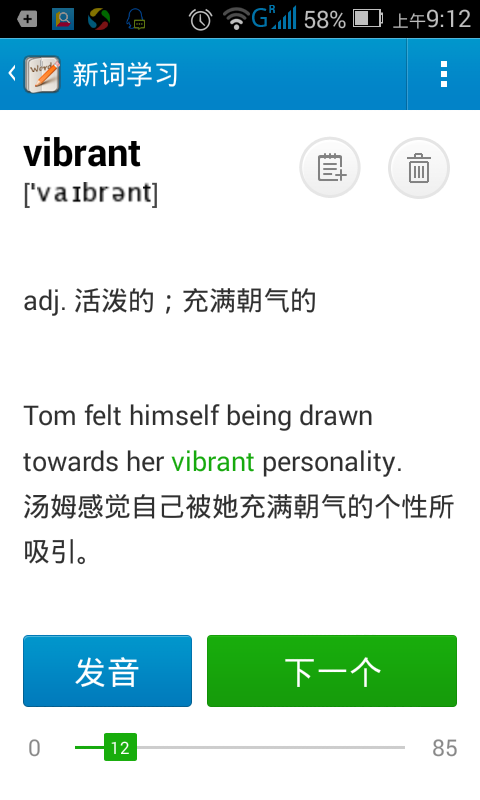 G R 58% 上午9:12
Words 新词学习
vibrant
['vaɪbrənt]
adj. 活泼的；充满朝气的
Tom felt himself being drawn
towards her vibrant personality.
汤姆感觉自己被她充满朝气的个性所
吸引。
发音 下一个
0 12 85